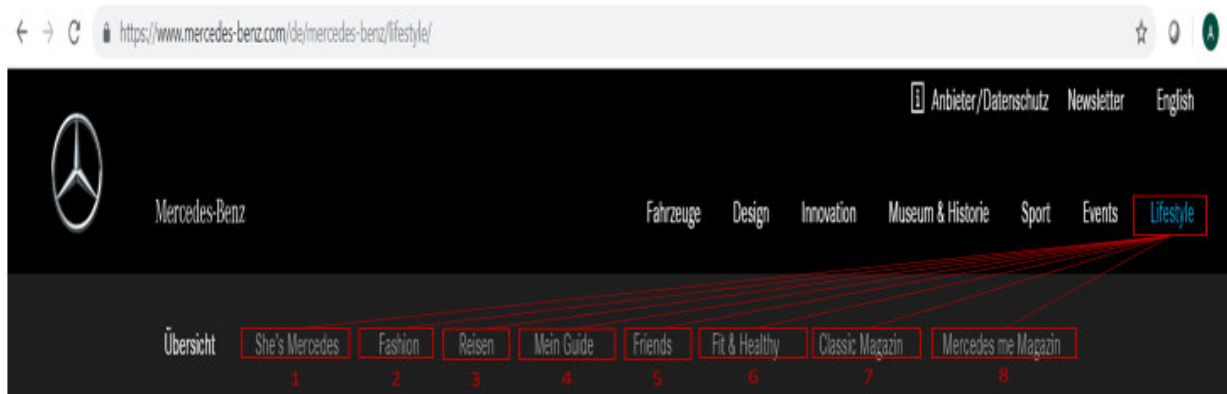 https://www.mercedes-benz.com/de/mercedes-benz/lifestyle/
A
Anbieter/Datenschutz Newsletter English
Mercedes-Benz
Fahrzeuge Design Innovation Museum & Historie Sport Events Lifestyle
Übersicht She's Mercedes Fashion Reisen Mein Guide Friends Fit & Healthy Classic Magazin Mercedes me Magazin
1 2 3 4 5 6 7 8